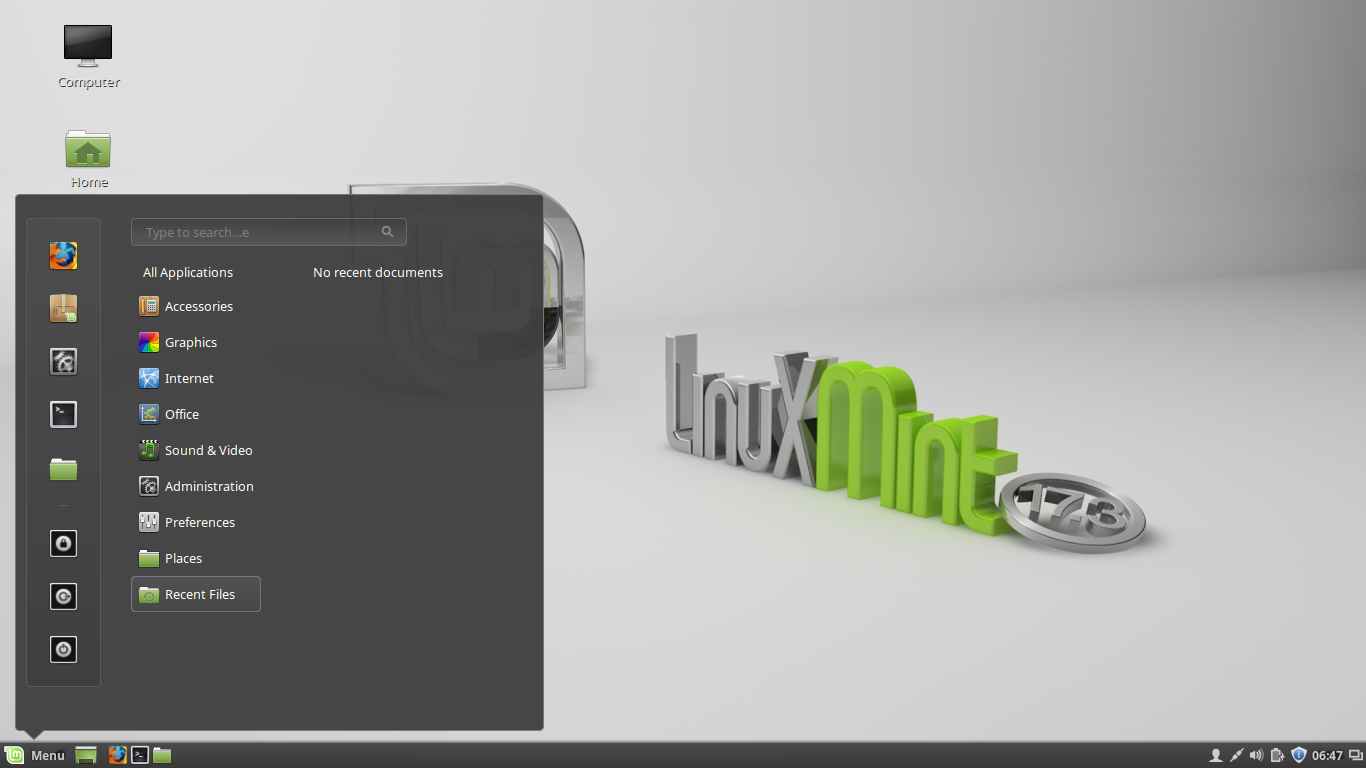 Computer
Home
Type to search...e
All Applications
No recent documents
Accessories
Graphics
Internet
Office
Sound & Video
Administration
Preferences
Places
Recent Files
LinuxMint
17.3
Menu
06:47